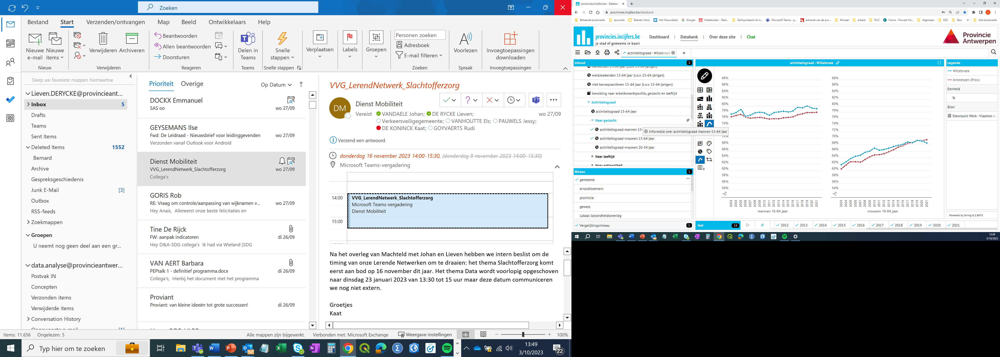 Zoeken
Bestand Start Verzenden/ontvangen Map Beeld Ontwikkelaars Help
Nieuwe e-mail
Nieuwe items
Nieuw
Verwijderen
Archiveren
Verwijderen
Beantwoorden
Allen beantwoorden
Doorsturen
Reageren
Delen in Teams
Teams
Snelle stappen
Snelle stappen
Verplaatsen
Labels
Groepen
Personen zoeken
Adresboek
E-mail filteren
Zoeken
Voorlezen
Spraak
Invoegtoepassingen downloaden
Invoegtoepassingen
Sleep uw favoriete mappen hiernaartoe
Lieven.DERYCKE@provincieant...
Inbox 5
Drafts
Teams
Sent Items
Deleted Items 1552
Bernard
Archive
Gespreksgeschiedenis
Junk E-Mail [3]
Outbox
RSS-feeds
Zoekmappen
Groepen
U neemt nog geen deel aan een gr...
data.analyse@provincieantwer...
Postvak IN
Concepten
Verzonden items
Verwijderde items
Conversation History
Prioriteit Overige Op Datum
DOCKX Emmanuel
SAS oo wo 27/09
GEYSEMANS Ilse
Fwd: De Leidraad - Nieuwsbrief voor leidinggevenden wo 27/09
Verzonden vanaf Outlook voor Android
Dienst Mobiliteit
VVG_LerendNetwerk_Slachtofferzorg wo 27/09
Collega's
GORIS Rob
RE: Vraag om controle/aanpassing van wijknamen v... wo 27/09
Hey Anais, Allereerst onze beste felicitaties en
Tine De Rijck
FW: aanpak indicatoren di 26/09
Hey D&A-SDG collega's Ik had via Wieland (SDG
VAN AERT Barbara
PEPtalk 1 - definitief programma.docx di 26/09
Collega's, Hierbij het document met het programma
Proviant
Proviant: van kleine ideeën tot grote successen! di 26/09
VVG_LerendNetwerk_Slachtofferzorg
DM
Dienst Mobiliteit
Vereist VANDAELE Johan; DE RYCKE Lieven; wo 27/09
Verkeersveiligegemeente; VANHOUTTE Els; PAUWELS Jessy;
DE KONINCK Kaat; GOYVAERTS Rudi
Verzend een antwoord.
donderdag 16 november 2023 14:00-15:30, (donderdag 9 november 2023 14:00-15:30)
Microsoft Teams-vergadering
14:00 VVG_LerendNetwerk_Slachtofferzorg
Microsoft Teams-vergadering
Dienst Mobiliteit
15:00
Na het overleg van Machteld met Johan en Lieven hebben we intern beslist om de
timing van onze Lerende Netwerken om te draaien: het thema Slachtofferzorg komt
eerst aan bod op 16 november dit jaar. Het thema Data wordt voorlopig opgeschoven
naar dinsdag 23 januari 2023 van 13:30 tot 15 uur maar deze datum communiceren
we nog niet extern.
Groetjes
Kaat
Items: 11.656 Ongelezen: 5 Alle mappen zijn bijgewerkt. Verbonden met: Microsoft Exchange Weergave-instellingen 100%
Typ hier om te zoeken
13:49
3/10/2023
22
provincies.incijfers.be - Databan
provincies.incijfers.be/databank
Beheerde bookmarks accounts Telenet: Inbox Het Nieuwsblad Google Herbeluister - Radi... Geïmporteerd uit In... Microsoft Teams - p... extranet van de pro... Klimaat arbeid PinC Home - Provant Int... Algemeen KSZ Kbo » Alle bookmarks
provincies.incijfers.be
je stad of gemeente in kaart
Dashboard | Databank | Over deze site | Chat
Provincie
Antwerpen
activiteitsgraad - Willebroek
Inhoud 2
werkenden 15-64 jaar (t.o.v. 15-64-jarigen)
werkzoekenden 15-64 jaar (t.o.v. 15-64-jarigen)
niet-beroepsactieven 15-64 jaar (t.o.v. 15-64-jarigen)
bevolking naar arbeidsmarktpositie, geslacht en leeftijd
Activiteitsgraad
activiteitsgraad 15-64 jaar
Naar geslacht
activiteitsgraad mannen 15-
Informatie over activiteitsgraad mannen 15-64 jaar
activiteitsgraad vrouwen 15-64 jaar
activiteitsgraad vrouwen 20-34 jaar
Naar leeftijd
Naar nationaliteit
Niveau 1
gemeente ...
arrondissement
provincie
gewest
Lokaal Gezondheidsoverleg
Vergelijkingsniveau 1
activiteitsgraad - Willebroek
88%
86%
84%
82%
80%
78%
76%
74%
72%
70%
68%
66%
64%
62%
60%
58%
56%
54%
2003 2004 2005 2006 2007 2008 2009 2010 2011 2012 2013 2014 2015 2016 2017 2018 2019 2020 2021
mannen 15-64 jaar
88%
86%
84%
82%
80%
78%
76%
74%
72%
70%
68%
66%
64%
62%
60%
58%
56%
54%
2003 2004 2005 2006 2007 2008 2009 2010 2011 2012 2013 2014 2015 2016 2017 2018 2019 2020 2021
vrouwen 15-64 jaar
Legenda
Willebroek
Antwerpen (Prov.)
Eenheid
%
Bron
Steunpunt Werk - Vlaamse
Powered by Swing 6.2.8670
Jaar 19 2012 2013 2014 2015 2016 2017 2018 2019 2020 2021
13:49
3/10/2023